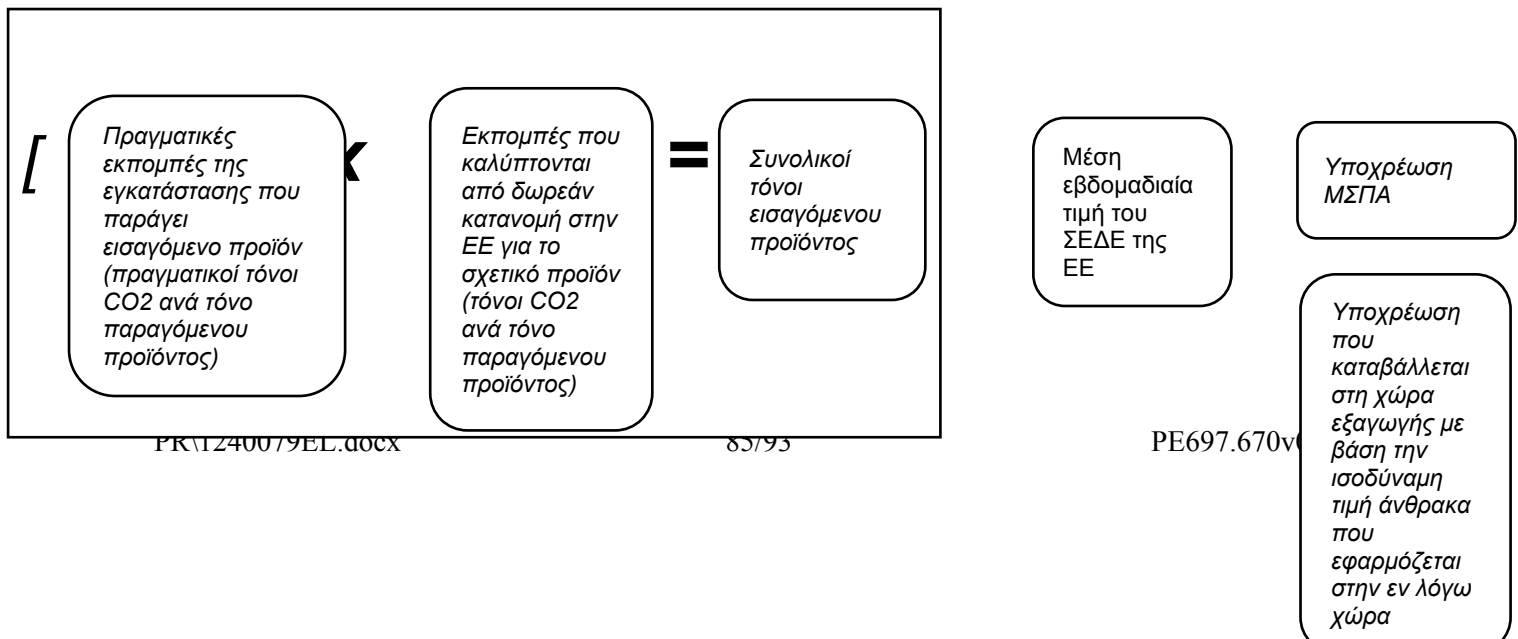 [
Πραγματικές
εκπομπές της
εγκατάστασης που
παράγει
εισαγόμενο προϊόν
(πραγματικοί τόνοι
CO2 ανά τόνο
παραγόμενου
προϊόντος)
x
Εκπομπές που
καλύπτονται
από δωρεάν
κατανομή στην
ΕΕ για το
σχετικό προϊόν
(τόνοι CO2
ανά τόνο
παραγόμενου
προϊόντος)
=
Συνολικοί
τόνοι
εισαγόμενου
προϊόντος
Μέση
εβδομαδιαία
τιμή του
ΣΕΔΕ της
ΕΕ
Υποχρέωση
ΜΣΠΑ
Υποχρέωση
που
καταβάλλεται
στη χώρα
εξαγωγής με
βάση την
ισοδύναμη
τιμή άνθρακα
που
εφαρμόζεται
στην εν λόγω
χώρα
PR\1240079EL.docx 85/93